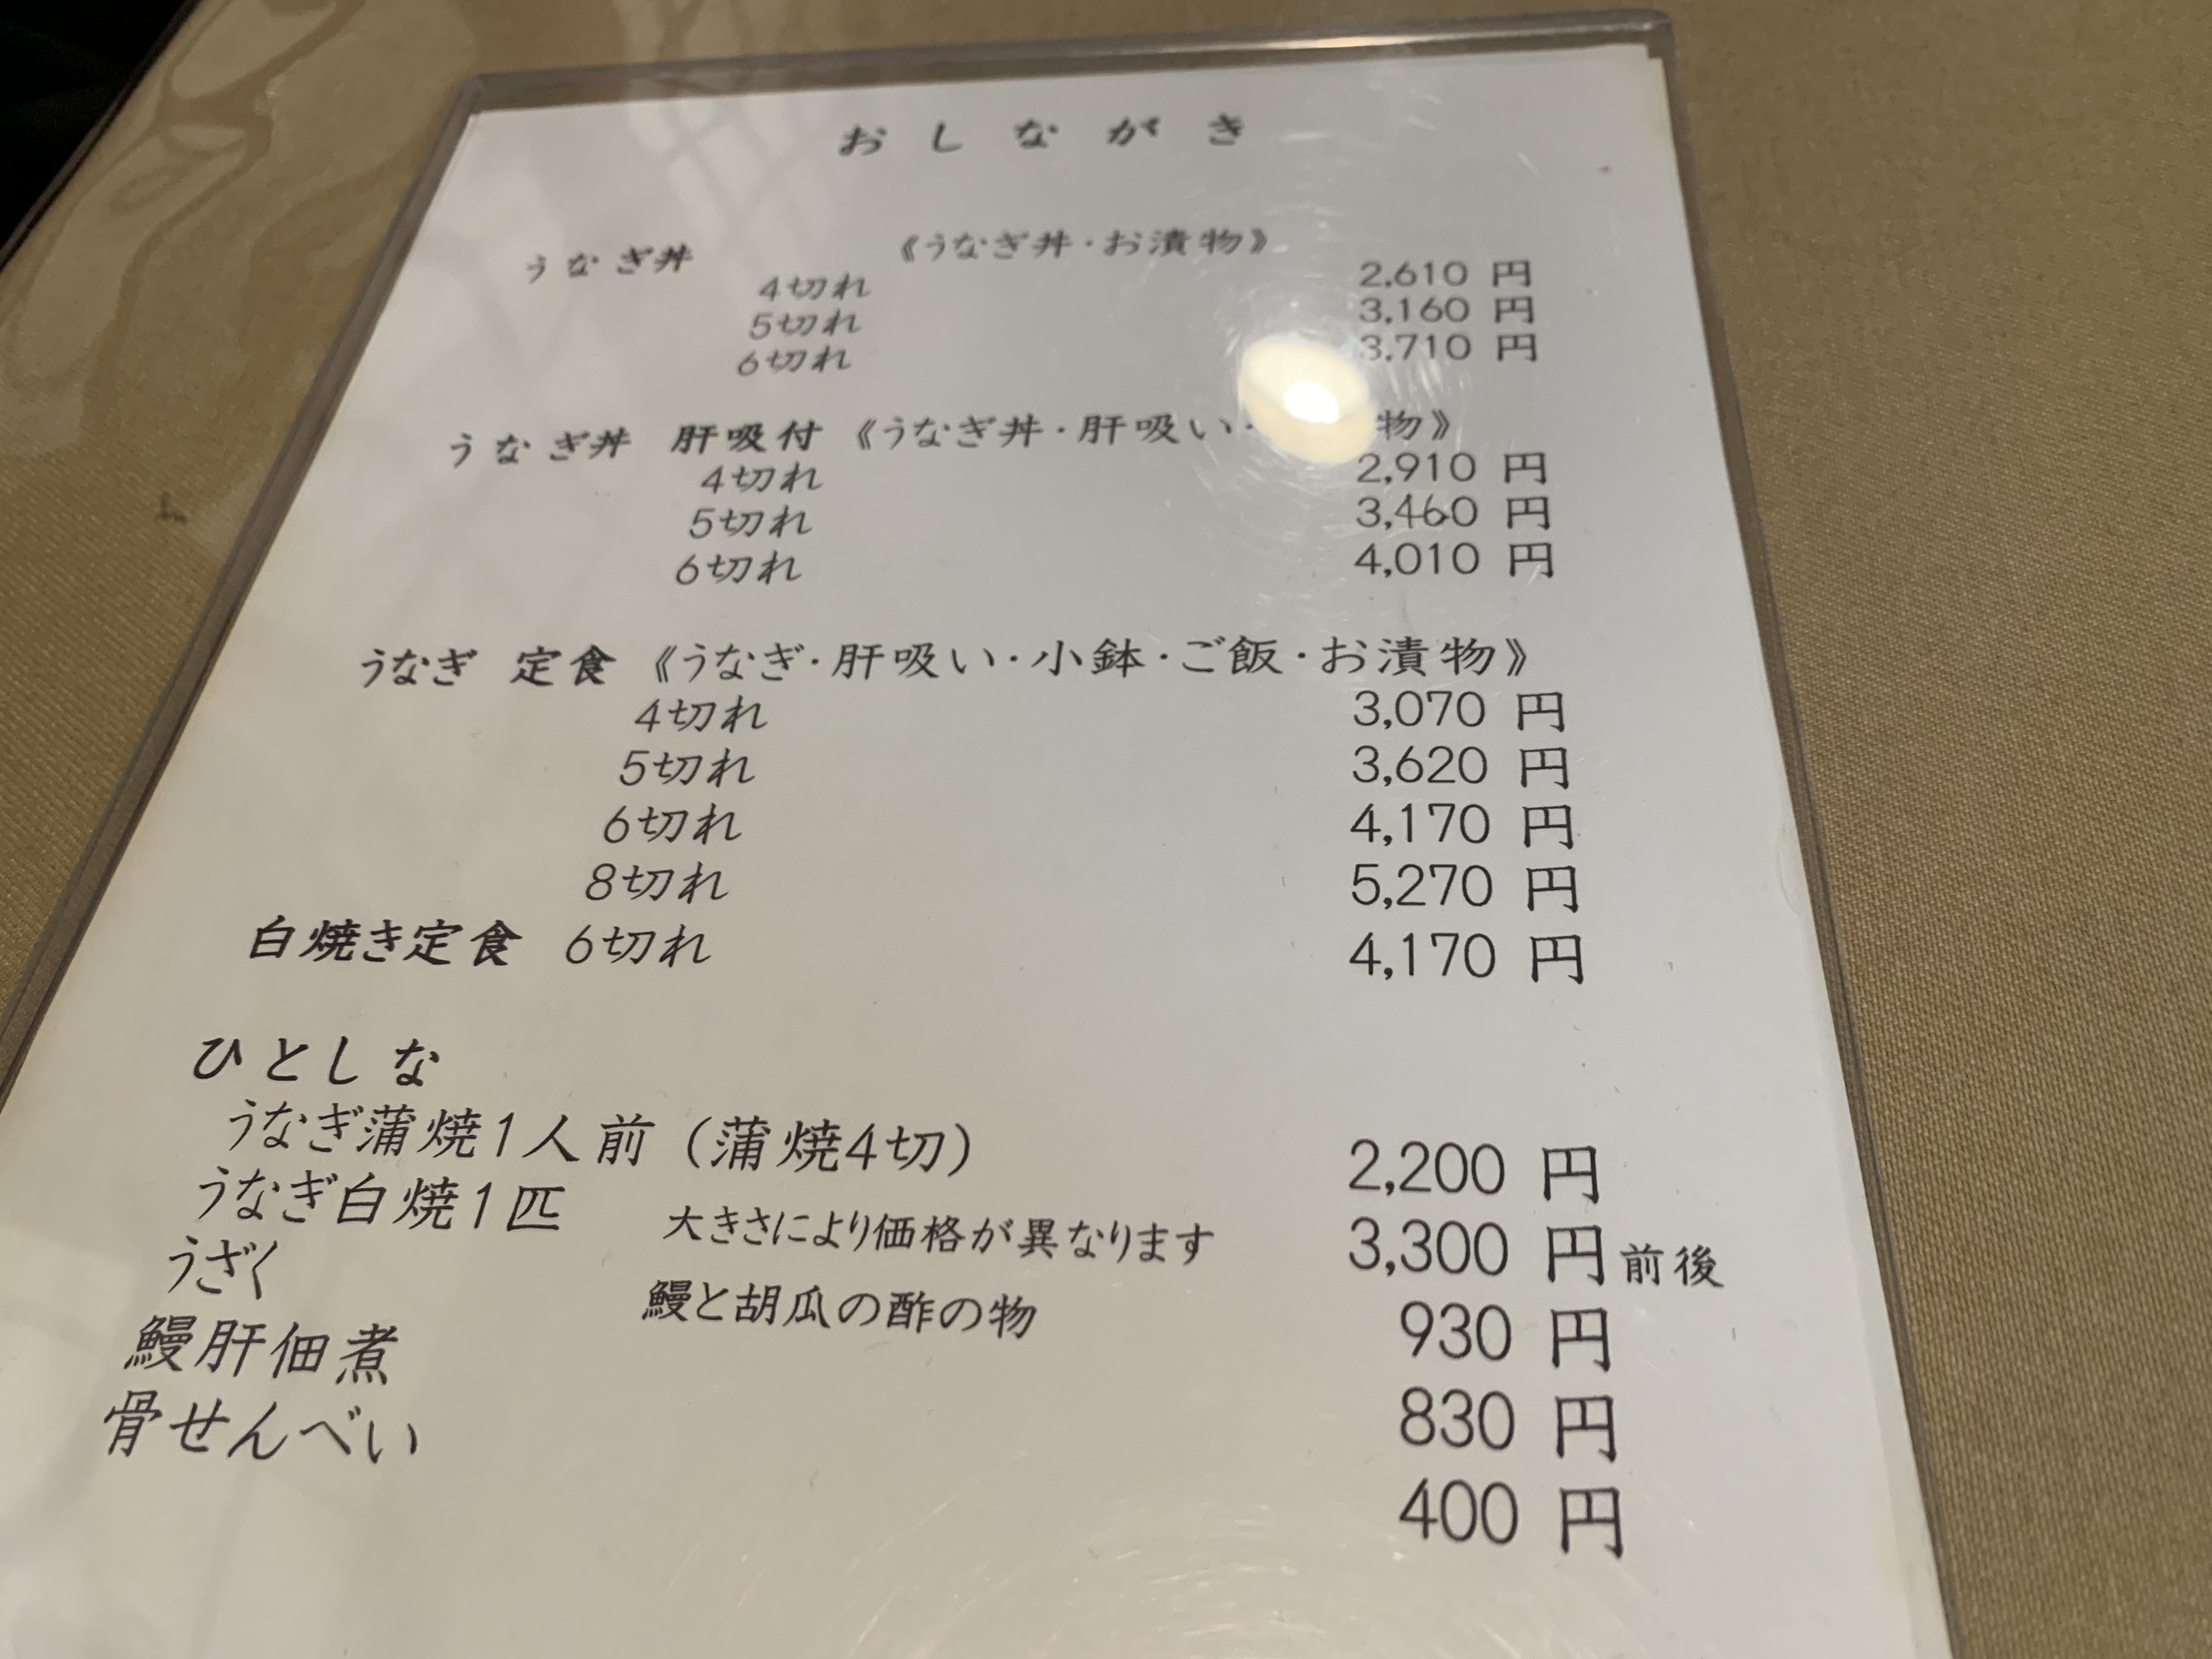 おしながき
うなぎ丼 《うなぎ丼・お漬物》
4切れ 2,610 円
5切れ 3,160 円
6切れ 3,710 円
うなぎ丼 肝吸付 《うなぎ丼・肝吸い・ 物》
4切れ 2,910 円
5切れ 3,460 円
6切れ 4,010 円
うなぎ 定食 《うなぎ・肝吸い・小鉢・ご飯・お漬物》
4切れ 3,070 円
5切れ 3,620 円
6切れ 4,170 円
8切れ 5,270 円
白焼き定食 6切れ 4,170 円
ひとしな
うなぎ蒲焼1人前（蒲焼4切） 2,200 円
うなぎ白焼1匹 大きさにより価格が異なります 3,300 円前後
うざく 鰻と胡瓜の酢の物 930 円
鰻肝佃煮 830 円
骨せんべい 400 円